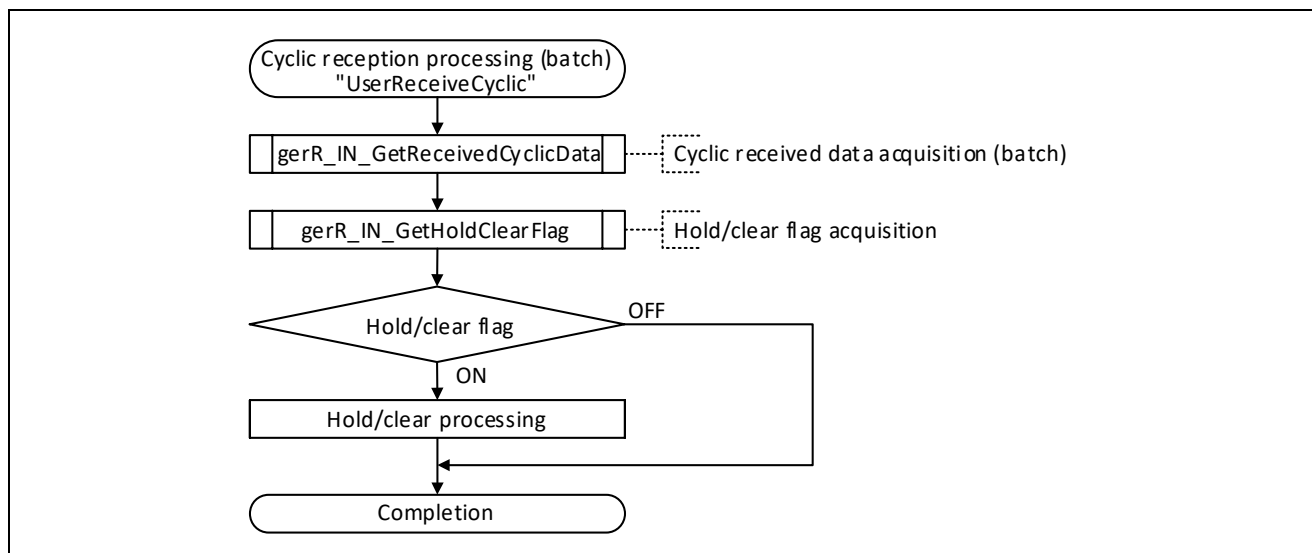 Cyclic reception processing (batch)
"UserReceiveCyclic"
gerR_IN_GetReceivedCyclicData
Cyclic received data acquisition (batch)
gerR_IN_GetHoldClearFlag
Hold/clear flag acquisition
Hold/clear flag
OFF
ON
Hold/clear processing
Completion